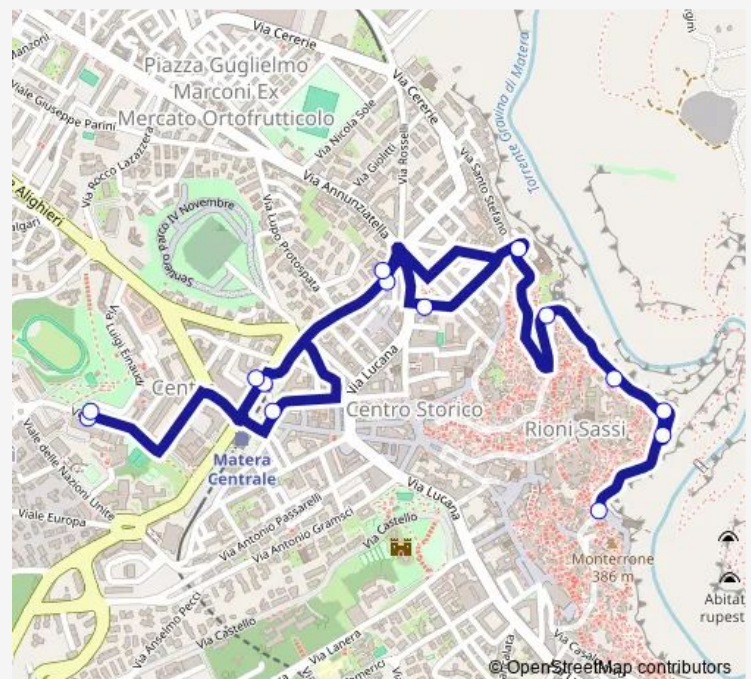 Via Cererie
Manzoni
Piazza Guglielmo
Marconi Ex
Mercato Ortofrutticolo
Via Cererie
Viale Giuseppe Parini
Via Nicola Sole
Via Rocco Lazazzera
Via Giolitti
Via Rosselli
Via Santo Stefano
Torrente Gravina di Matera
Via Annunziatella
Alighieri
Sentiero Parco IV Novembre
Via Lupo Protospata
Via Luigi Einaudi
Via Lucana
Centro Storico
Rioni Sassi
Matera
Centrale
Viale delle Nazioni Unite
Viale Europa
Via Lucana
Via Antonio Passarelli
Via Antonio Gramsci
Via Castello
Monterrone
386 m
Abitat
rupest
Via Anselmo Pecci
Via Castello
Via Lanera
© OpenStreetMap contributors